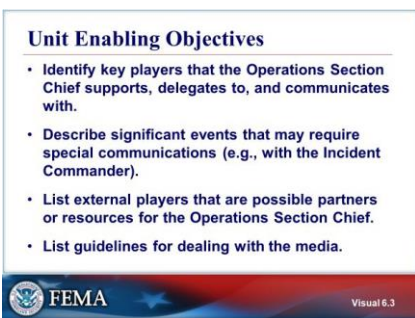 Unit Enabling Objectives
• Identify key players that the Operations Section
Chief supports, delegates to, and communicates
with.
• Describe significant events that may require
special communications (e.g., with the Incident
Commander).
• List external players that are possible partners
or resources for the Operations Section Chief.
• List guidelines for dealing with the media.
FEMA
Visual 6.3